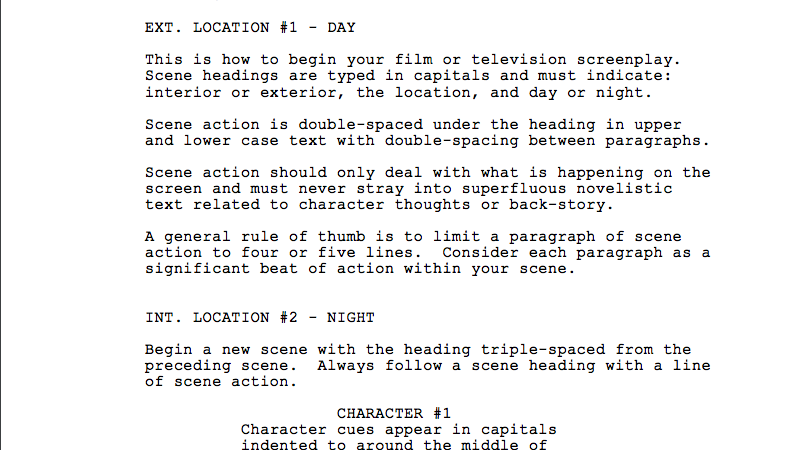 EXT. LOCATION #1 - DAY
This is how to begin your film or television screenplay.
Scene headings are typed in capitals and must indicate:
interior or exterior, the location, and day or night.
Scene action is double-spaced under the heading in upper
and lower case text with double-spacing between paragraphs.
Scene action should only deal with what is happening on the
screen and must never stray into superfluous novelistic
text related to character thoughts or back-story.
A general rule of thumb is to limit a paragraph of scene
action to four or five lines.  Consider each paragraph as a
significant beat of action within your scene.
INT. LOCATION #2 - NIGHT
Begin a new scene with the heading triple-spaced from the
preceding scene.  Always follow a scene heading with a line
of scene action.
CHARACTER #1
Character cues appear in capitals
indented to around the middle of